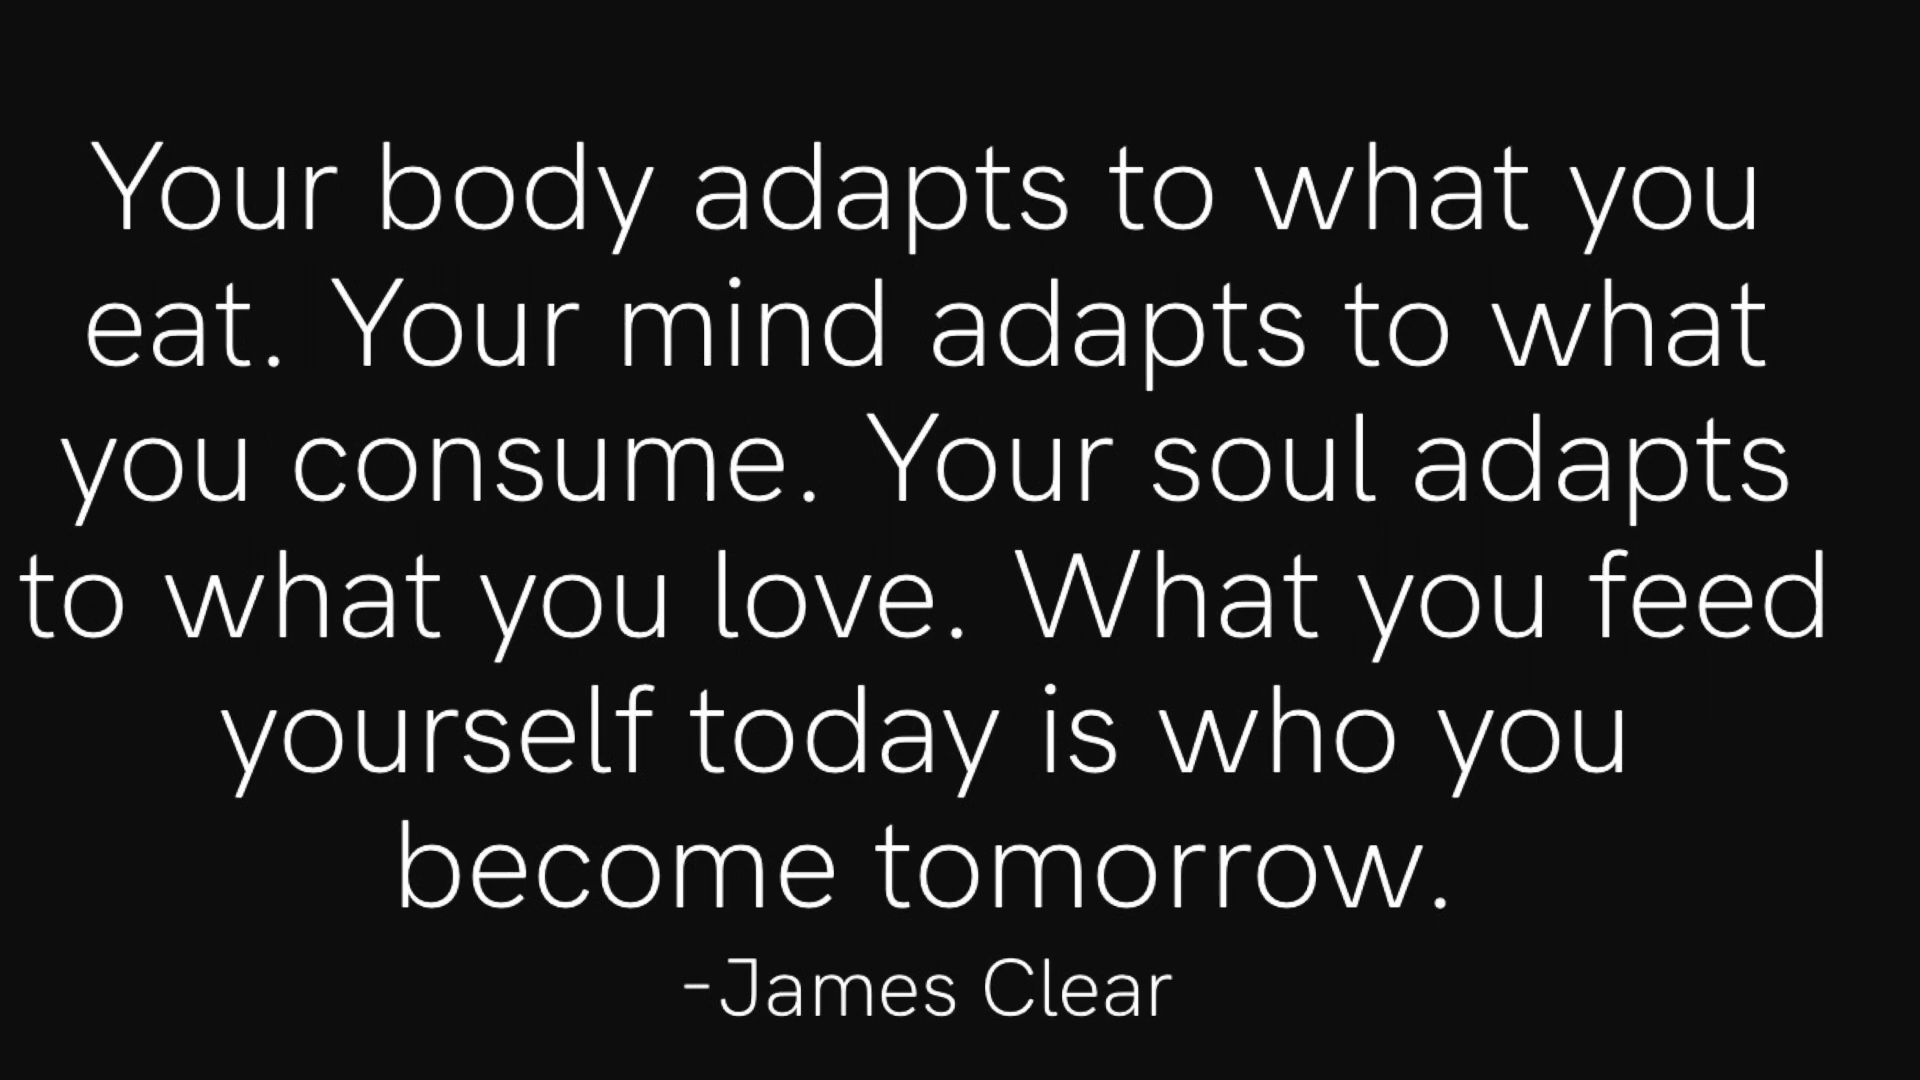 Your body adapts to what you
eat. Your mind adapts to what
you consume. Your soul adapts
to what you love. What you feed
yourself today is who you
become tomorrow.
-James Clear